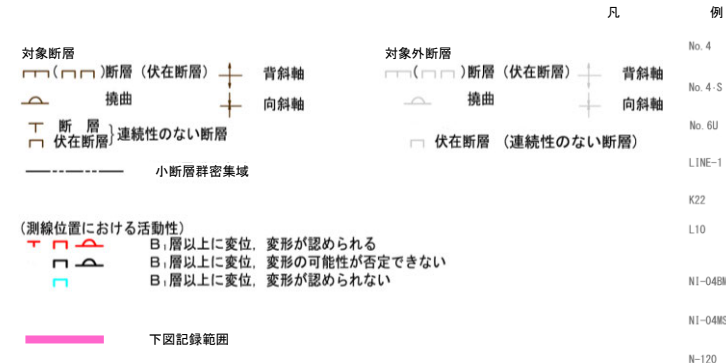 凡 例
対象断層
( )断層（伏在断層） 背斜軸
撓曲 向斜軸
断 層
伏在断層 }連続性のない断層
小断層群密集域
対象外断層
( )断層（伏在断層） 背斜軸
撓曲 向斜軸
伏在断層 （連続性のない断層）
(測線位置における活動性)
B₁層以上に変位，変形が認められる
B₁層以上に変位，変形の可能性が否定できない
B₁層以上に変位，変形が認められない
下図記録範囲
No. 4
No. 4-S
No. 6U
LINE-1
K22
L10
NI-04BM
NI-04MS
N-120